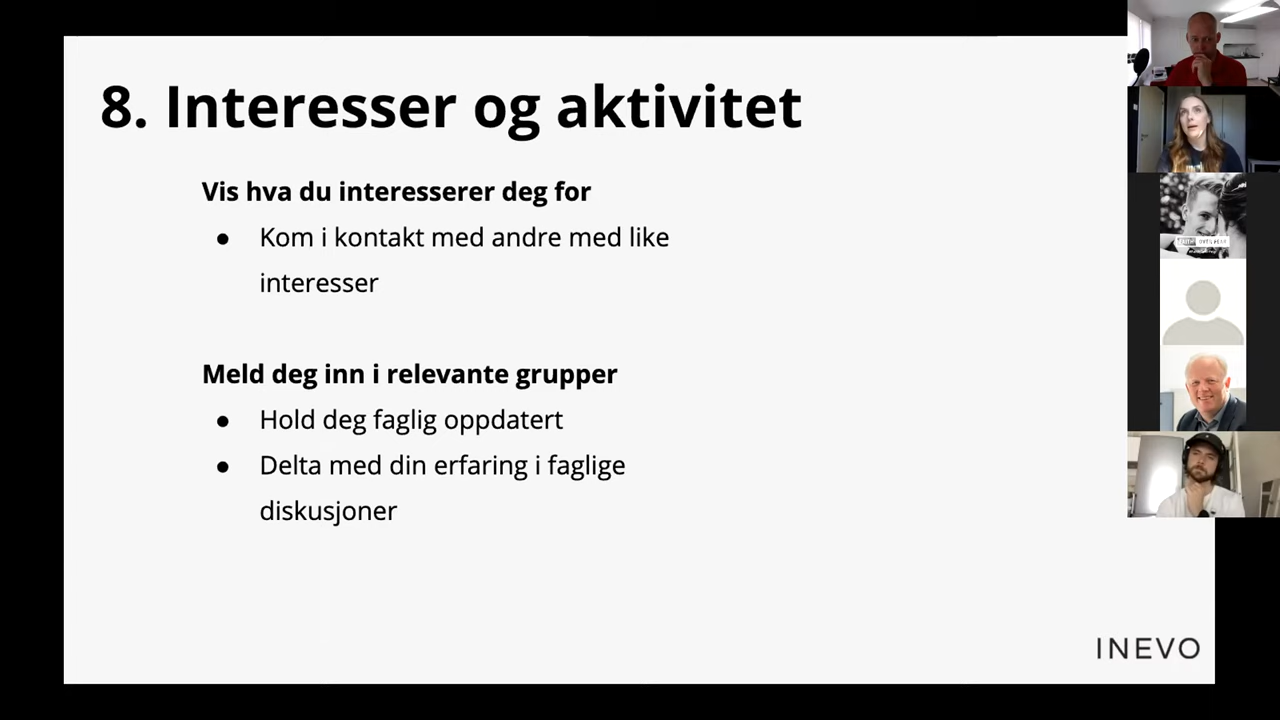 8. Interesser og aktivitet
Vis hva du interesserer deg for
● Kom i kontakt med andre med like
interesser
Meld deg inn i relevante grupper
● Hold deg faglig oppdatert
● Delta med din erfaring i faglige
diskusjoner
INEVO